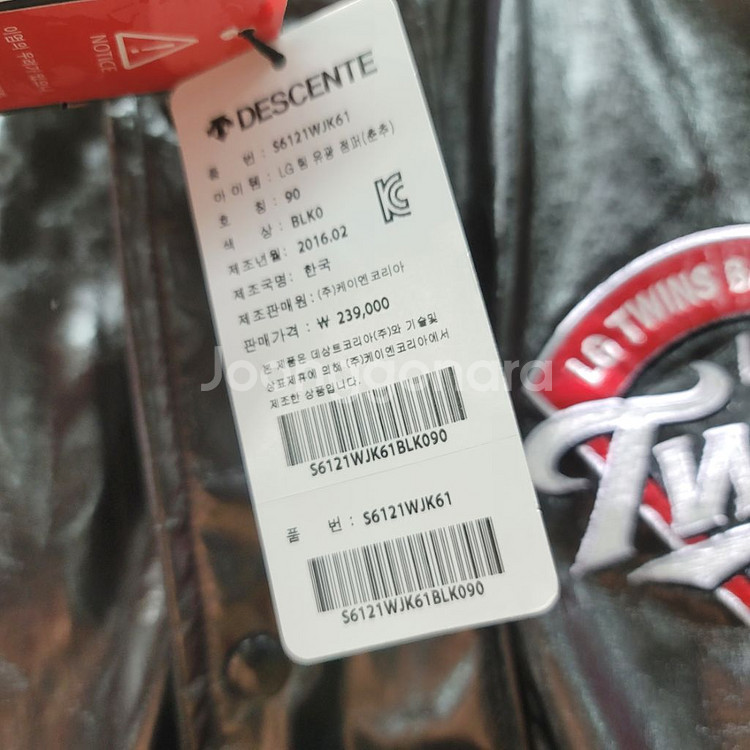 NOTICE
DESCENTE
품 번 : S6121WJK61
아 이 템 : LG 팀 유광 점퍼(춘추)
호 칭 : 90
색 상 : BLK0
제조년월 : 2016.02
제조국명 : 한국
제조판매원 : (주)케이엔코리아
판매가격 : ₩ 239,000
본 제품은 데상트코리아(주)와 기술및
상표제휴에 의해 (주)케이엔코리아에서
제조한 상품입니다.
S6121WJK61BLK090
품 번 : S6121WJK61
S6121WJK61BLK090
LG TWINS
Joonggonara